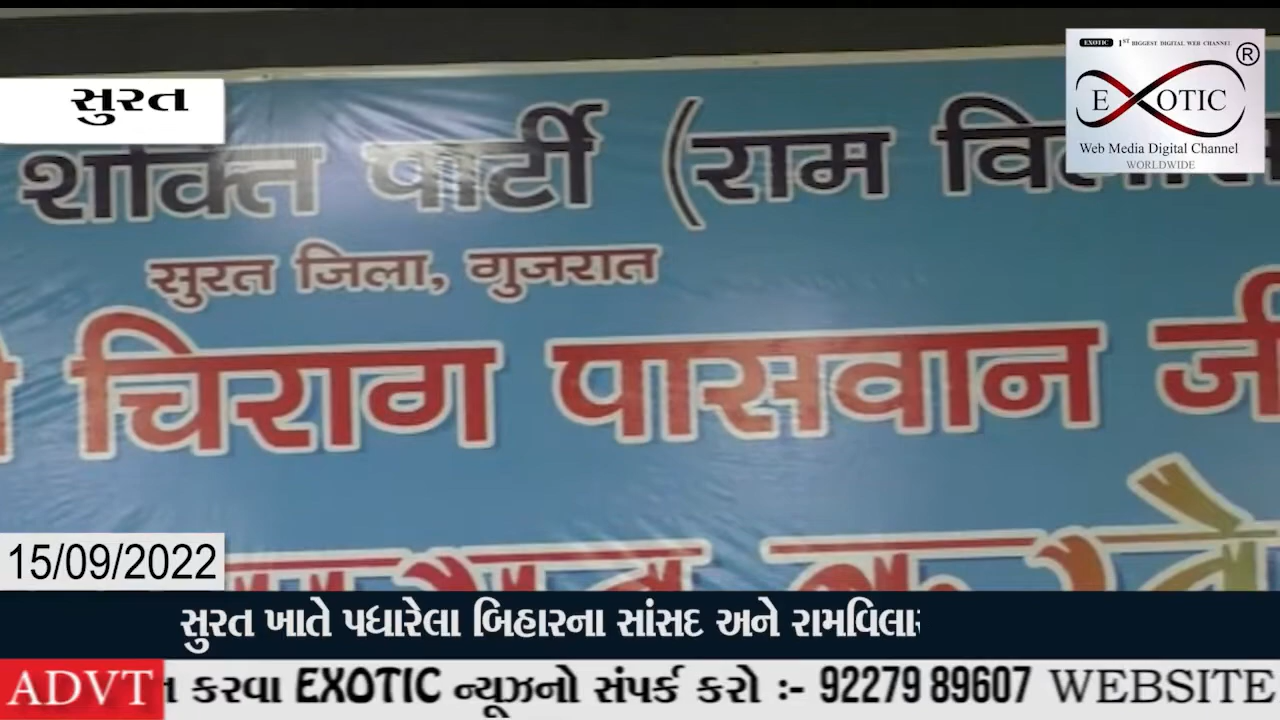 EXOTIC 1ST BIGGEST DIGITAL WEB CHANNEL
EXOTIC ®
Web Media Digital Channel
WORLDWIDE
સુરત
शक्ति पार्टी (राम
सुरत जिला, गुजरात
चिराग पासवान जी
15/09/2022
સુરત ખાતે પધારેલા બિહારના સાંસદ અને રામવિલા
ADVT કરવા EXOTIC ન્યૂઝનો સંપર્ક કરો :- 92279 89607 WEBSITE